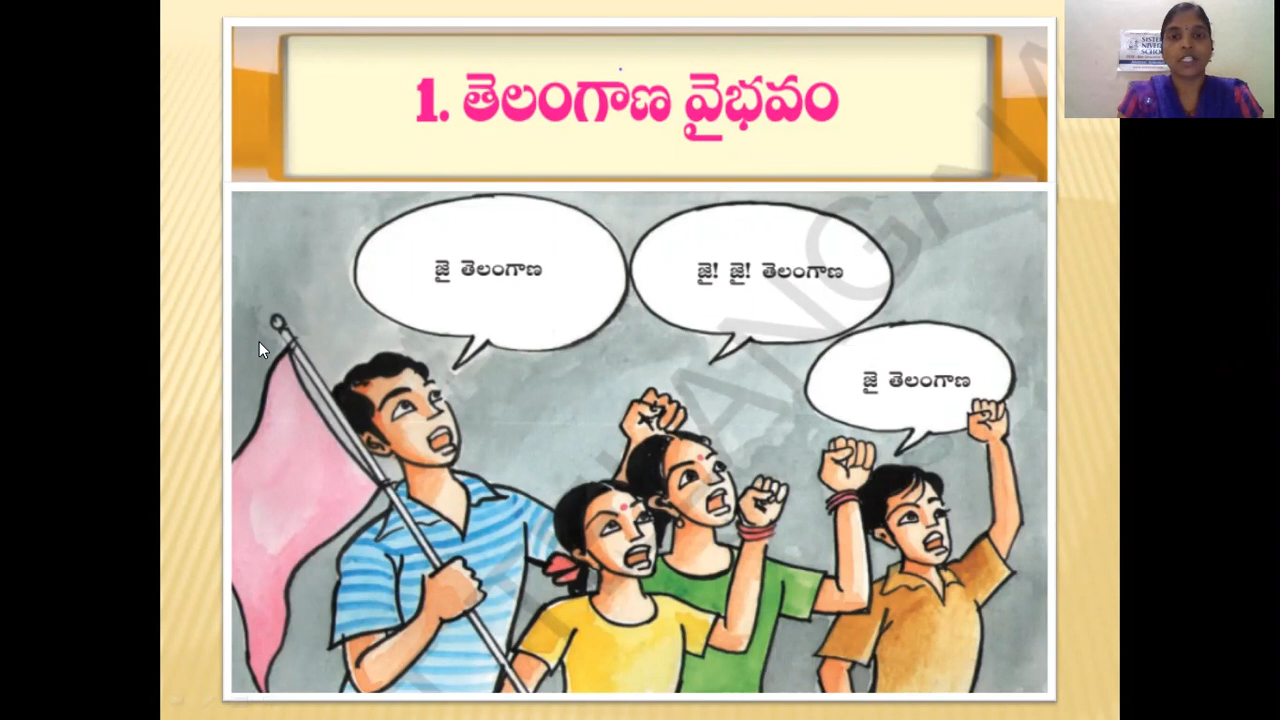 1. తెలంగాణ వైభవం
జై తెలంగాణ
జై! జై! తెలంగాణ
జై తెలంగాణ